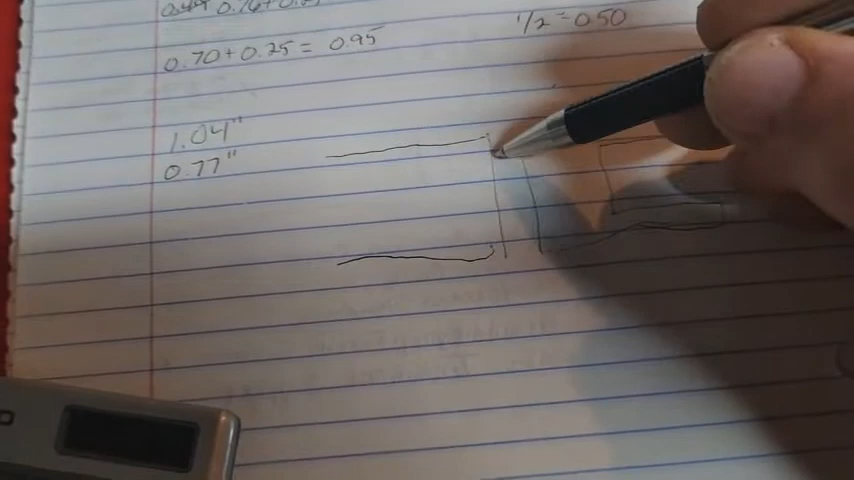 1/2 = 0.50
0.70 + 0.25 = 0.95
1.04"
0.77"